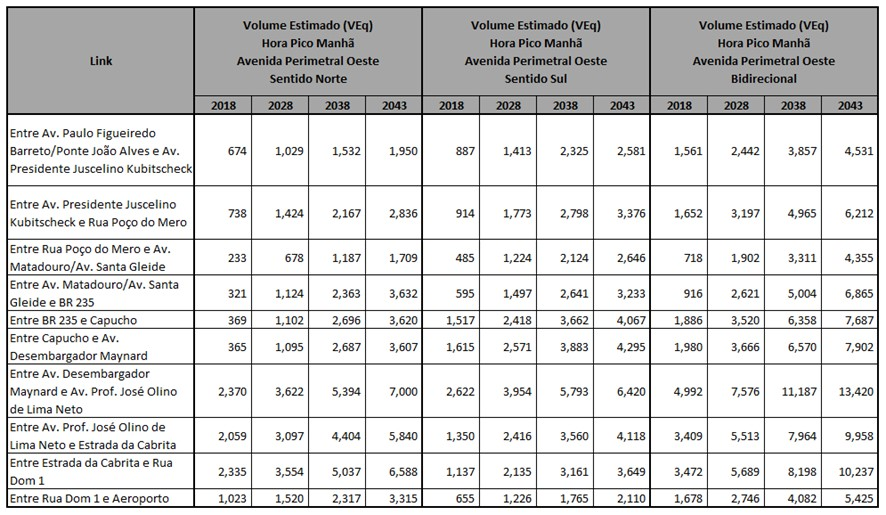 Link
Volume Estimado (VEq)
Hora Pico Manhã
Avenida Perimetral Oeste
Sentido Norte
Volume Estimado (VEq)
Hora Pico Manhã
Avenida Perimetral Oeste
Sentido Sul
Volume Estimado (VEq)
Hora Pico Manhã
Avenida Perimetral Oeste
Bidirecional
2018 2028 2038 2043 2018 2028 2038 2043 2018 2028 2038 2043
Entre Av. Paulo Figueiredo
Barreto/Ponte João Alves e Av.
Presidente Juscelino Kubitscheck
674 1,029 1,532 1,950 887 1,413 2,325 2,581 1,561 2,442 3,857 4,531
Entre Av. Presidente Juscelino
Kubitscheck e Rua Poço do Mero
738 1,424 2,167 2,836 914 1,773 2,798 3,376 1,652 3,197 4,965 6,212
Entre Rua Poço do Mero e Av.
Matadouro/Av. Santa Gleide
233 678 1,187 1,709 485 1,224 2,124 2,646 718 1,902 3,311 4,355
Entre Av. Matadouro/Av. Santa
Gleide e BR 235
321 1,124 2,363 3,632 595 1,497 2,641 3,233 916 2,621 5,004 6,865
Entre BR 235 e Capucho 369 1,102 2,696 3,620 1,517 2,418 3,662 4,067 1,886 3,520 6,358 7,687
Entre Capucho e Av.
Desembargador Maynard
365 1,095 2,687 3,607 1,615 2,571 3,883 4,295 1,980 3,666 6,570 7,902
Entre Av. Desembargador
Maynard e Av. Prof. José Olino
de Lima Neto
2,370 3,622 5,394 7,000 2,622 3,954 5,793 6,420 4,992 7,576 11,187 13,420
Entre Av. Prof. José Olino de
Lima Neto e Estrada da Cabrita
2,059 3,097 4,404 5,840 1,350 2,416 3,560 4,118 3,409 5,513 7,964 9,958
Entre Estrada da Cabrita e Rua
Dom 1
2,335 3,554 5,037 6,588 1,137 2,135 3,161 3,649 3,472 5,689 8,198 10,237
Entre Rua Dom 1 e Aeroporto 1,023 1,520 2,317 3,315 655 1,226 1,765 2,110 1,678 2,746 4,082 5,425